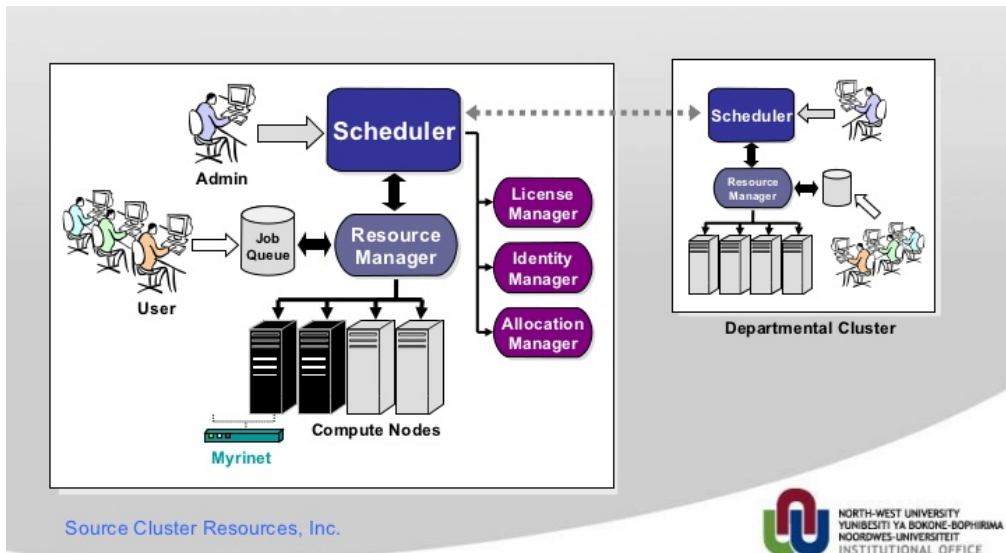 Admin
Scheduler
User
Job
Queue
Resource
Manager
License
Manager
Identity
Manager
Allocation
Manager
Compute Nodes
Myrinet
Scheduler
Resource
Manager
Departmental Cluster
Source Cluster Resources, Inc.
NORTH-WEST UNIVERSITY
YUNIBESITI YA BOKONE-BOPHIRIMA
NOORDWES-UNIVERSITEIT
INSTITUTIONAL OFFICE